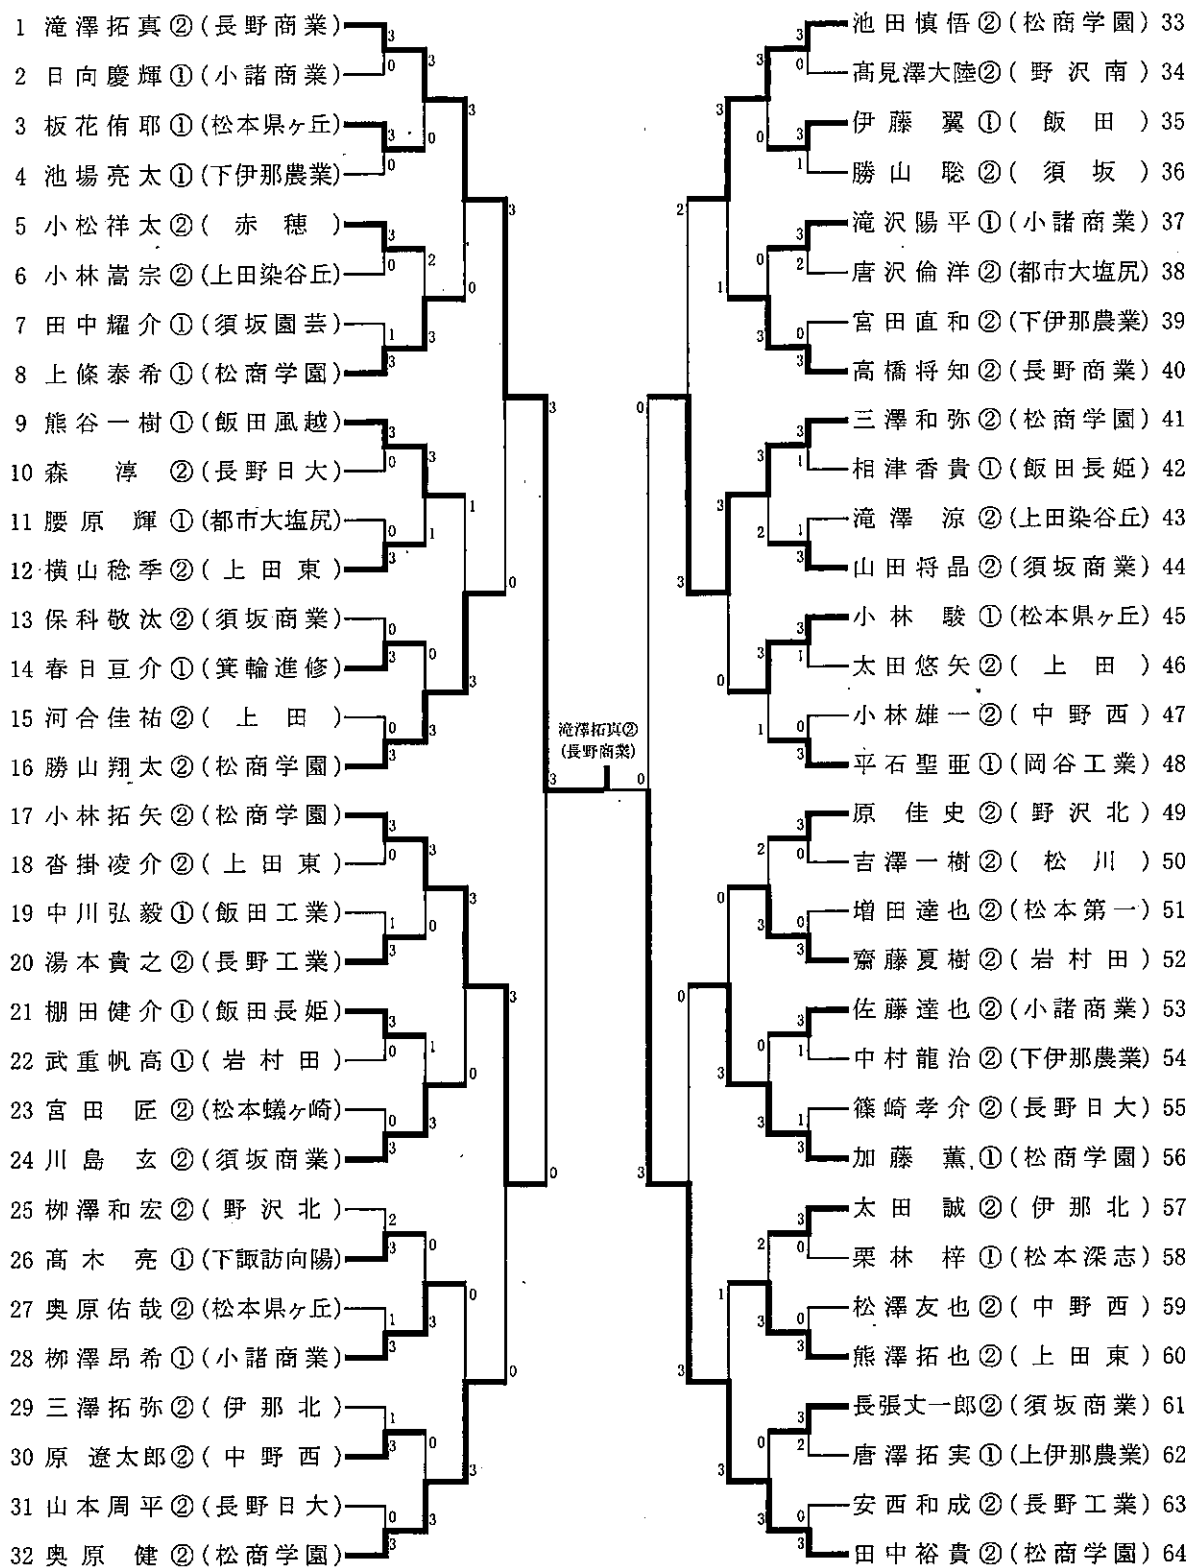 1 滝澤拓真②(長野商業)
2 日向慶輝①(小諸商業)
3 板花侑耶①(松本県ヶ丘)
4 池場亮太①(下伊那農業)
5 小松祥太②(赤穂)
6 小林嵩宗②(上田染谷丘)
7 田中耀介①(須坂園芸)
8 上條泰希①(松商学園)
9 熊谷一樹①(飯田風越)
10 森淳②(長野日大)
11 腰原輝①(都市大塩尻)
12 横山稔季②(上田東)
13 保科敬汰②(須坂商業)
14 春日亘介①(箕輪進修)
15 河合佳祐②(上田)
16 勝山翔太②(松商学園)
17 小林拓矢②(松商学園)
18 沓掛凌介②(上田東)
19 中川弘毅①(飯田工業)
20 湯本貴之②(長野工業)
21 棚田健介①(飯田長姫)
22 武重帆高①(岩村田)
23 宮田匠②(松本蟻ヶ崎)
24 川島玄②(須坂商業)
25 栁澤和宏②(野沢北)
26 髙木亮①(下諏訪向陽)
27 奥原佑哉②(松本県ヶ丘)
28 栁澤昂希①(小諸商業)
29 三澤拓弥②(伊那北)
30 原遼太郎②(中野西)
31 山本周平②(長野日大)
32 奥原健②(松商学園)
滝澤拓真②
(長野商業)
池田慎悟②(松商学園) 33
髙見澤大陸②(野沢南) 34
伊藤翼①(飯田) 35
勝山聡②(須坂) 36
滝沢陽平①(小諸商業) 37
唐沢倫洋②(都市大塩尻) 38
宮田直和②(下伊那農業) 39
高橋将知②(長野商業) 40
三澤和弥②(松商学園) 41
相津香貴①(飯田長姫) 42
滝澤涼②(上田染谷丘) 43
山田将晶②(須坂商業) 44
小林駿①(松本県ヶ丘) 45
太田悠矢②(上田) 46
小林雄一②(中野西) 47
平石聖亜①(岡谷工業) 48
原佳史②(野沢北) 49
吉澤一樹②(松川) 50
増田達也②(松本第一) 51
齋藤夏樹②(岩村田) 52
佐藤達也②(小諸商業) 53
中村龍治②(下伊那農業) 54
篠崎孝介②(長野日大) 55
加藤薫①(松商学園) 56
太田誠②(伊那北) 57
栗林梓①(松本深志) 58
松澤友也②(中野西) 59
熊澤拓也②(上田東) 60
長張丈一郎②(須坂商業) 61
唐澤拓実①(上伊那農業) 62
安西和成②(長野工業) 63
田中裕貴②(松商学園) 64